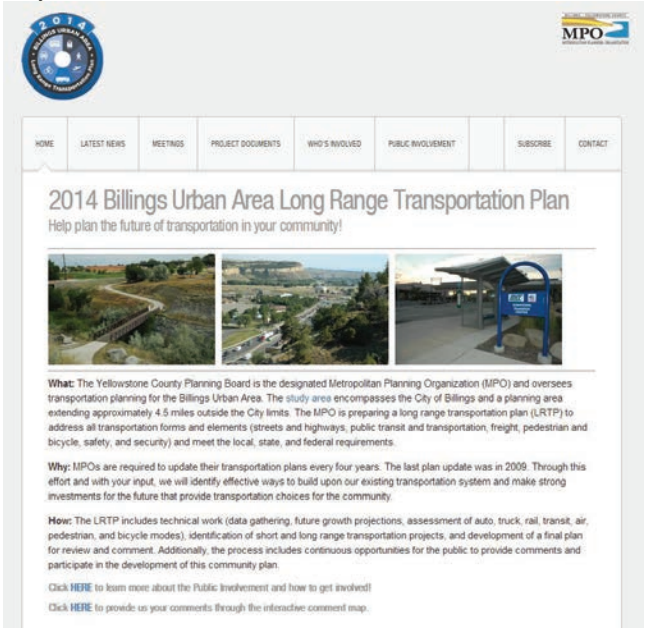 2014
BILLINGS URBAN AREA
Long Range Transportation Plan
MPO
HOME
LATEST NEWS
MEETINGS
PROJECT DOCUMENTS
WHO'S INVOLVED
PUBLIC INVOLVEMENT
SUBSCRIBE
CONTACT
2014 Billings Urban Area Long Range Transportation Plan
Help plan the future of transportation in your community!
What: The Yellowstone County Planning Board is the designated Metropolitan Planning Organization (MPO) and oversees
transportation planning for the Billings Urban Area. The study area encompasses the City of Billings and a planning area
extending approximately 4.5 miles outside the City limits. The MPO is preparing a long range transportation plan (LRTP) to
address all transportation forms and elements (streets and highways, public transit and transportation, freight, pedestrian and
bicycle, safety, and security) and meet the local, state, and federal requirements.
Why: MPOs are required to update their transportation plans every four years. The last plan update was in 2009. Through this
effort and with your input, we will identify effective ways to build upon our existing transportation system and make strong
investments for the future that provide transportation choices for the community.
How: The LRTP includes technical work (data gathering, future growth projections, assessment of auto, truck, rail, transit, air,
pedestrian, and bicycle modes), identification of short and long range transportation projects, and development of a final plan
for review and comment. Additionally, the process includes continuous opportunities for the public to provide comments and
participate in the development of this community plan.
Click HERE to learn more about the Public Involvement and how to get involved!
Click HERE to provide us your comments through the interactive comment map.